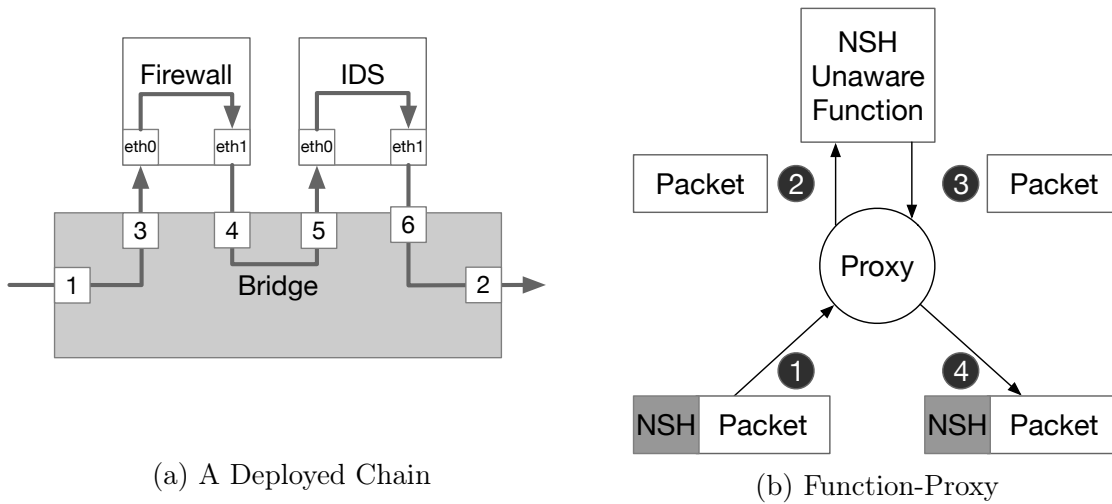 Firewall
IDS
eth0
eth1
eth0
eth1
3
4
5
6
1
Bridge
2
(a) A Deployed Chain
NSH
Unaware
Function
Packet
2
3
Packet
Proxy
1
4
NSH Packet
NSH Packet
(b) Function-Proxy